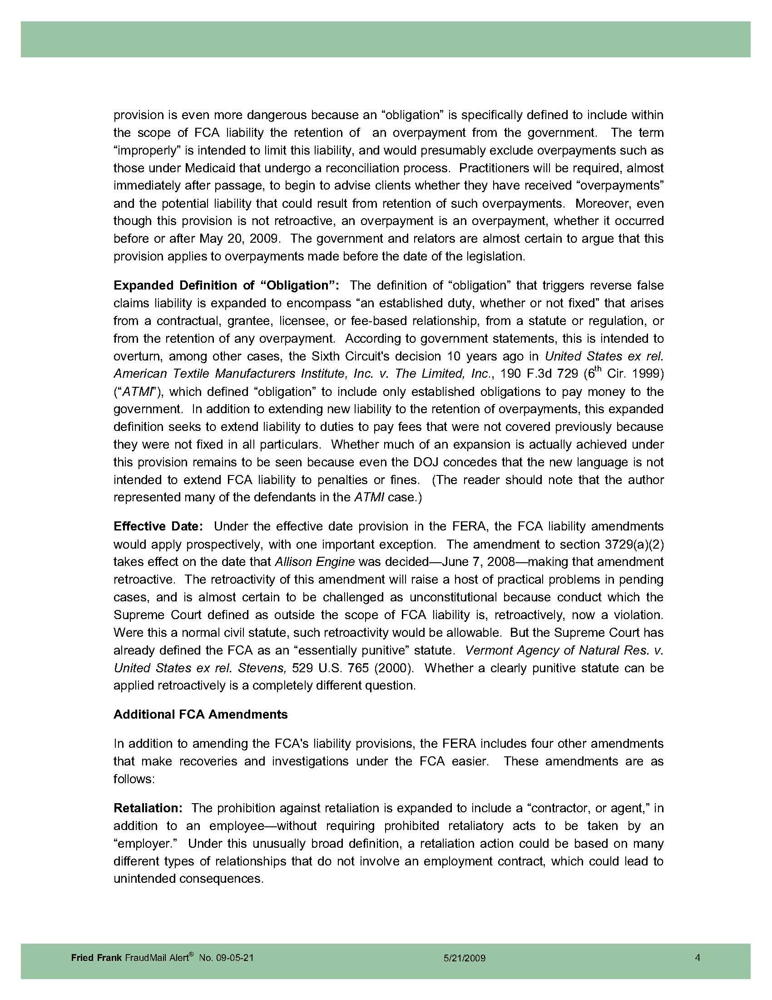 provision is even more dangerous because an “obligation” is specifically defined to include within
the scope of FCA liability the retention of an overpayment from the government. The term
“improperly” is intended to limit this liability, and would presumably exclude overpayments such as
those under Medicaid that undergo a reconciliation process. Practitioners will be required, almost
immediately after passage, to begin to advise clients whether they have received “overpayments”
and the potential liability that could result from retention of such overpayments. Moreover, even
though this provision is not retroactive, an overpayment is an overpayment, whether it occurred
before or after May 20, 2009. The government and relators are almost certain to argue that this
provision applies to overpayments made before the date of the legislation.
Expanded Definition of “Obligation”: The definition of “obligation” that triggers reverse false
claims liability is expanded to encompass “an established duty, whether or not fixed” that arises
from a contractual, grantee, licensee, or fee-based relationship, from a statute or regulation, or
from the retention of any overpayment. According to government statements, this is intended to
overturn, among other cases, the Sixth Circuit's decision 10 years ago in United States ex rel.
American Textile Manufacturers Institute, Inc. v. The Limited, Inc., 190 F.3d 729 (6th Cir. 1999)
(“ATMI”), which defined “obligation” to include only established obligations to pay money to the
government. In addition to extending new liability to the retention of overpayments, this expanded
definition seeks to extend liability to duties to pay fees that were not covered previously because
they were not fixed in all particulars. Whether much of an expansion is actually achieved under
this provision remains to be seen because even the DOJ concedes that the new language is not
intended to extend FCA liability to penalties or fines. (The reader should note that the author
represented many of the defendants in the ATMI case.)
Effective Date: Under the effective date provision in the FERA, the FCA liability amendments
would apply prospectively, with one important exception. The amendment to section 3729(a)(2)
takes effect on the date that Allison Engine was decided—June 7, 2008—making that amendment
retroactive. The retroactivity of this amendment will raise a host of practical problems in pending
cases, and is almost certain to be challenged as unconstitutional because conduct which the
Supreme Court defined as outside the scope of FCA liability is, retroactively, now a violation.
Were this a normal civil statute, such retroactivity would be allowable. But the Supreme Court has
already defined the FCA as an “essentially punitive” statute. Vermont Agency of Natural Res. v.
United States ex rel. Stevens, 529 U.S. 765 (2000). Whether a clearly punitive statute can be
applied retroactively is a completely different question.
Additional FCA Amendments
In addition to amending the FCA's liability provisions, the FERA includes four other amendments
that make recoveries and investigations under the FCA easier. These amendments are as
follows:
Retaliation: The prohibition against retaliation is expanded to include a “contractor, or agent,” in
addition to an employee—without requiring prohibited retaliatory acts to be taken by an
“employer.” Under this unusually broad definition, a retaliation action could be based on many
different types of relationships that do not involve an employment contract, which could lead to
unintended consequences.
Fried Frank FraudMail Alert® No. 09-05-21 5/21/2009 4